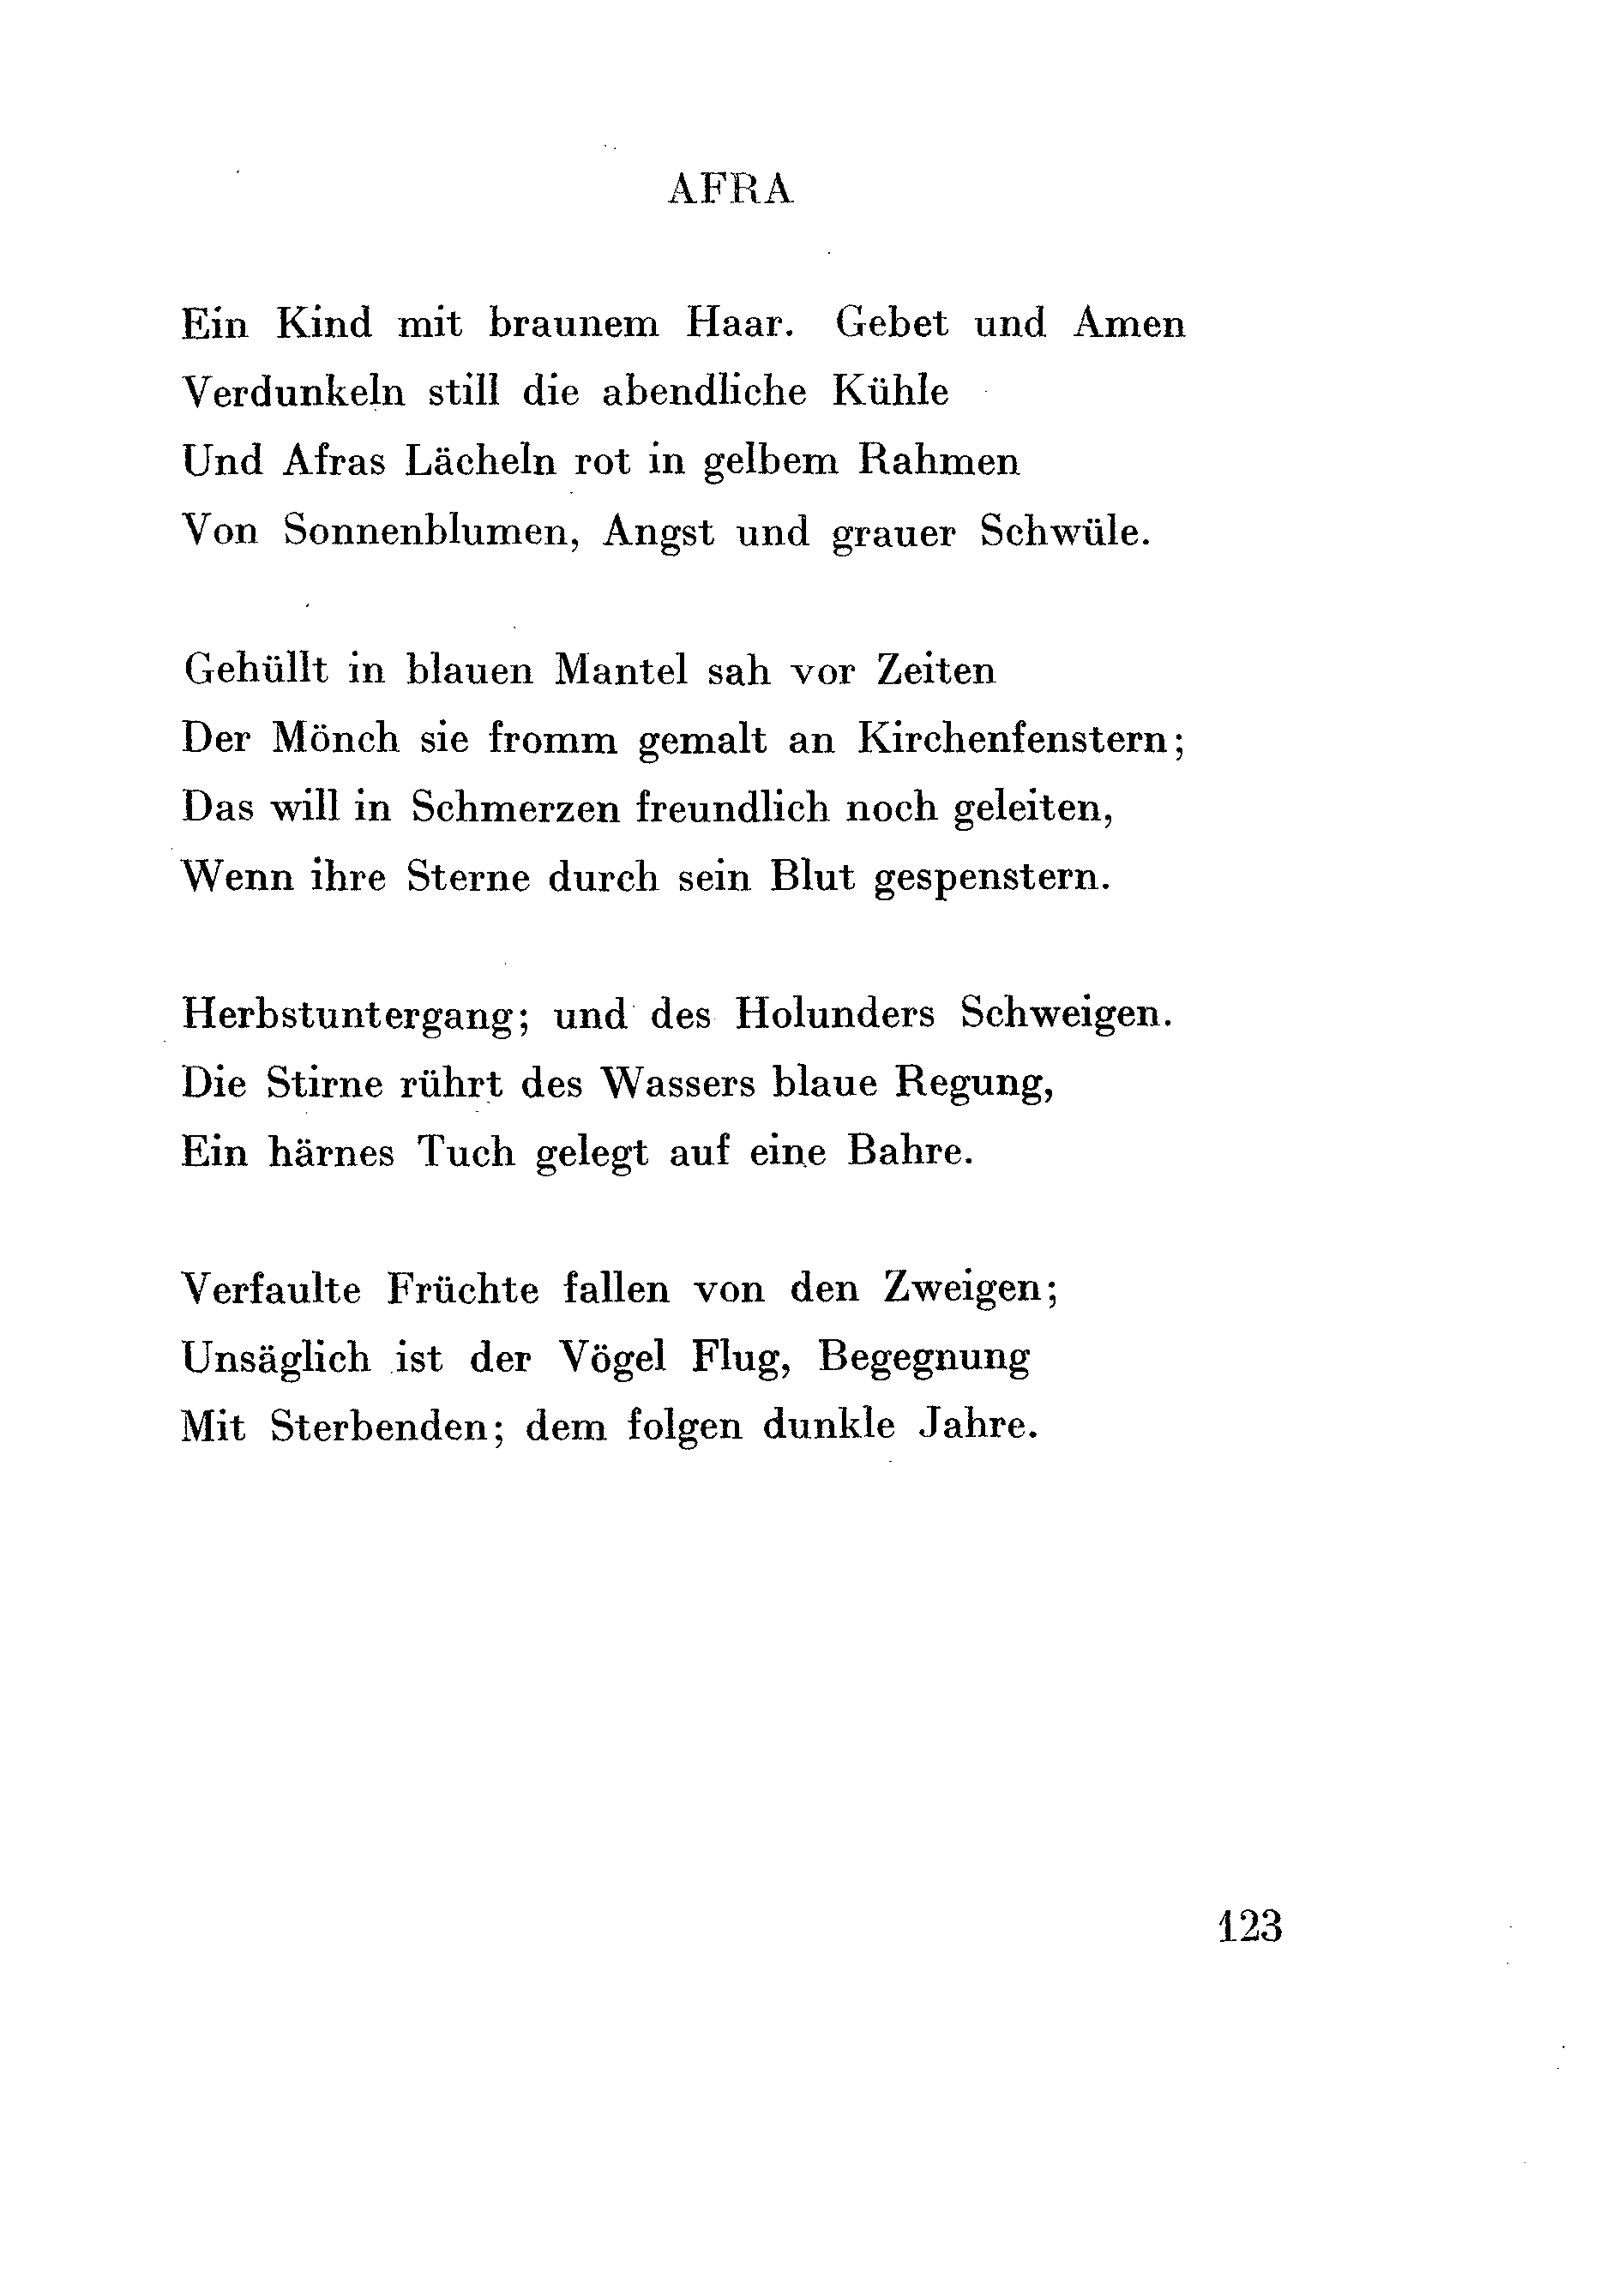 AFRA
Ein Kind mit braunem Haar. Gebet und Amen
Verdunkeln still die abendliche Kühle
Und Afras Lächeln rot in gelbem Rahmen
Von Sonnenblumen, Angst und grauer Schwüle.
Gehüllt in blauen Mantel sah vor Zeiten
Der Mönch sie fromm gemalt an Kirchenfenstern;
Das will in Schmerzen freundlich noch geleiten,
Wenn ihre Sterne durch sein Blut gespenstern.
Herbstuntergang; und des Holunders Schweigen.
Die Stirne rührt des Wassers blaue Regung,
Ein härnes Tuch gelegt auf eine Bahre.
Verfaulte Früchte fallen von den Zweigen;
Unsäglich ist der Vögel Flug, Begegnung
Mit Sterbenden; dem folgen dunkle Jahre.
123